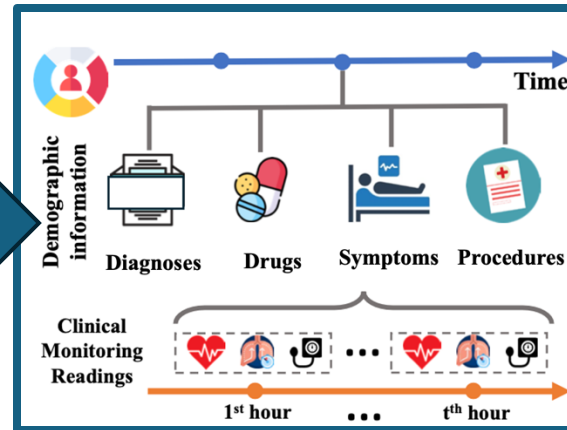 Time
Demographic
information
Diagnoses Drugs Symptoms Procedures
Clinical
Monitoring
Readings
... 
1st hour ... tth hour